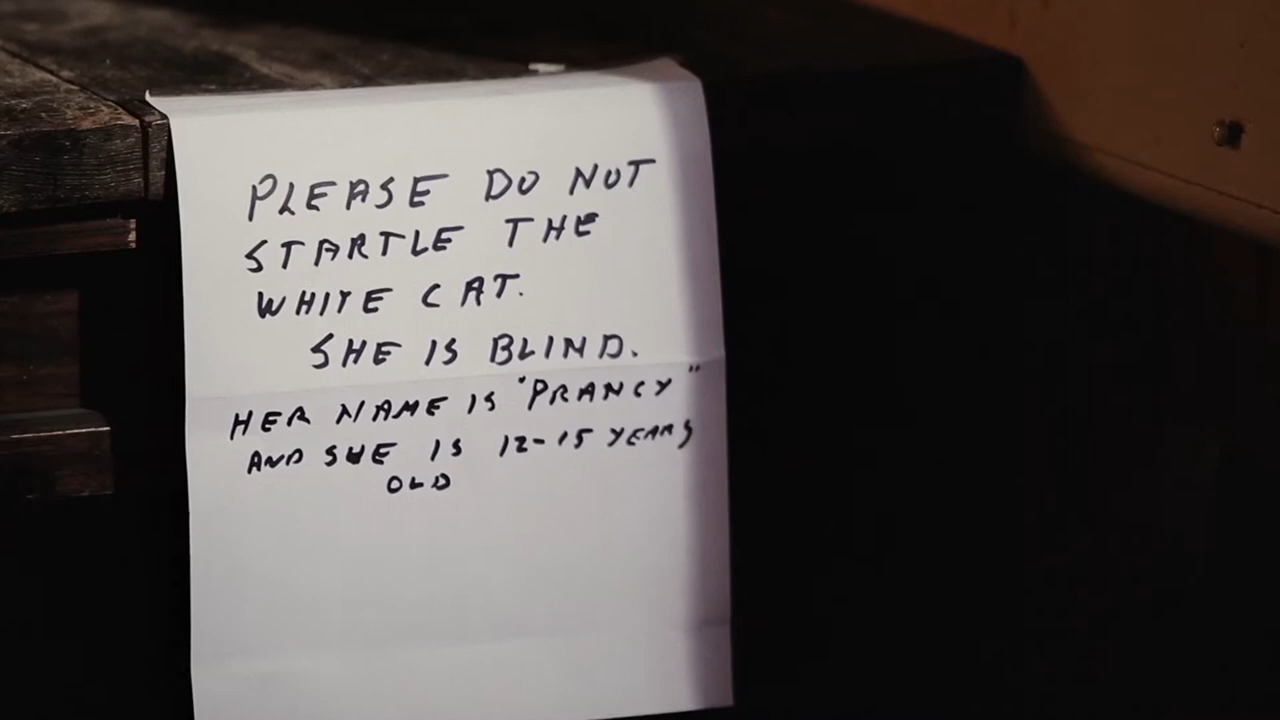 PLEASE DO NOT
STARTLE THE
WHITE CAT.
SHE IS BLIND.
HER NAME IS "PRANCY"
AND SHE IS 12-15 YEARS
OLD